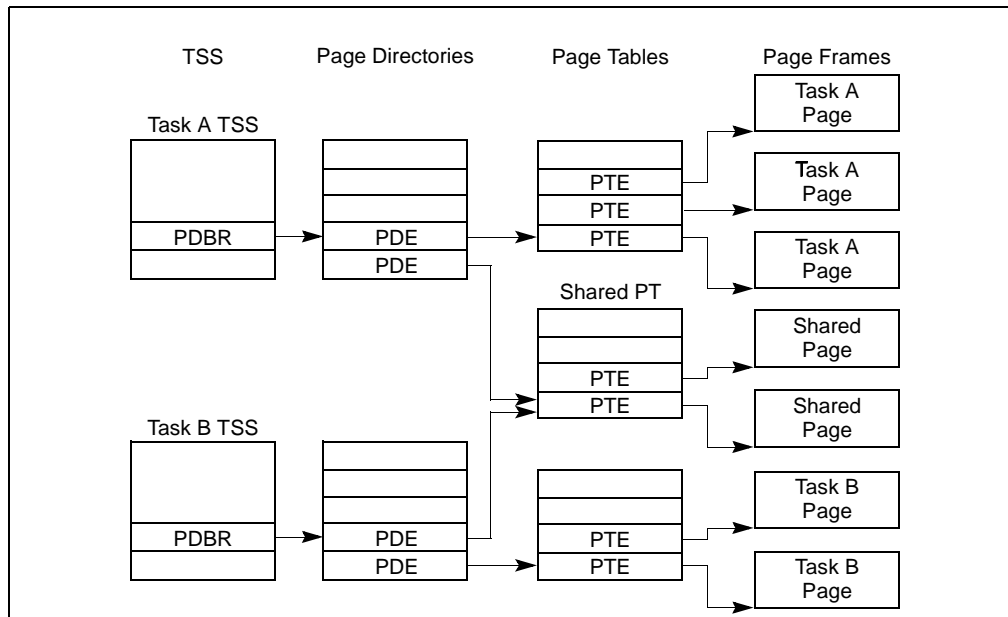 TSS
Page Directories
Page Tables
Page Frames
Task A TSS
PDBR
PDE
PDE
PTE
PTE
PTE
Task A
Page
Task A
Page
Task A
Page
Shared PT
PTE
PTE
Shared
Page
Shared
Page
Task B TSS
PDBR
PDE
PDE
PTE
PTE
Task B
Page
Task B
Page